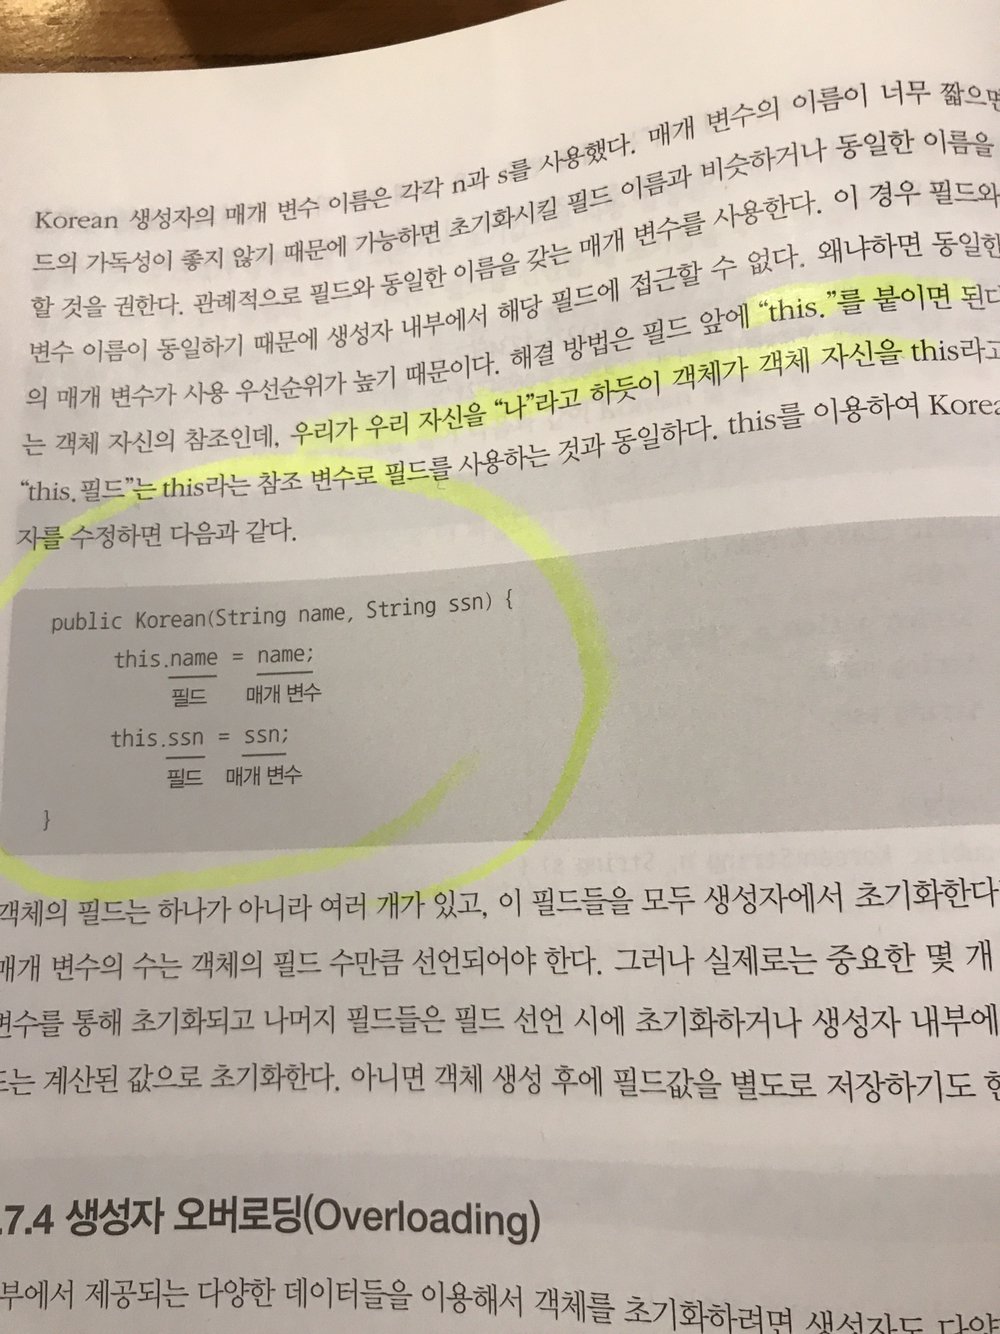 Korean 생성자의 매개 변수 이름은 각각 n과 s를 사용했다. 매개 변수의 이름이 너무 짧으면
드의 가독성이 좋지 않기 때문에 가능하면 초기화시킬 필드 이름과 비슷하거나 동일한 이름을
할 것을 권한다. 관례적으로 필드와 동일한 이름을 갖는 매개 변수를 사용한다. 이 경우 필드와
변수 이름이 동일하기 때문에 생성자 내부에서 해당 필드에 접근할 수 없다. 왜냐하면 동일한
의 매개 변수가 사용 우선순위가 높기 때문이다. 해결 방법은 필드 앞에 “this.”를 붙이면 된다
는 객체 자신의 참조인데, 우리가 우리 자신을 “나”라고 하듯이 객체가 객체 자신을 this라고
“this.필드”는 this라는 참조 변수로 필드를 사용하는 것과 동일하다. this를 이용하여 Korea
자를 수정하면 다음과 같다.
public Korean(String name, String ssn) {
this.name = name;
필드 매개 변수
this.ssn = ssn;
필드 매개 변수
}
객체의 필드는 하나가 아니라 여러 개가 있고, 이 필드들을 모두 생성자에서 초기화한다
매개 변수의 수는 객체의 필드 수만큼 선언되어야 한다. 그러나 실제로는 중요한 몇 개
변수를 통해 초기화되고 나머지 필드들은 필드 선언 시에 초기화하거나 생성자 내부에
또는 계산된 값으로 초기화한다. 아니면 객체 생성 후에 필드값을 별도로 저장하기도 한
.7.4 생성자 오버로딩(Overloading)
부에서 제공되는 다양한 데이터들을 이용해서 객체를 초기화하려면 생성자도 다양